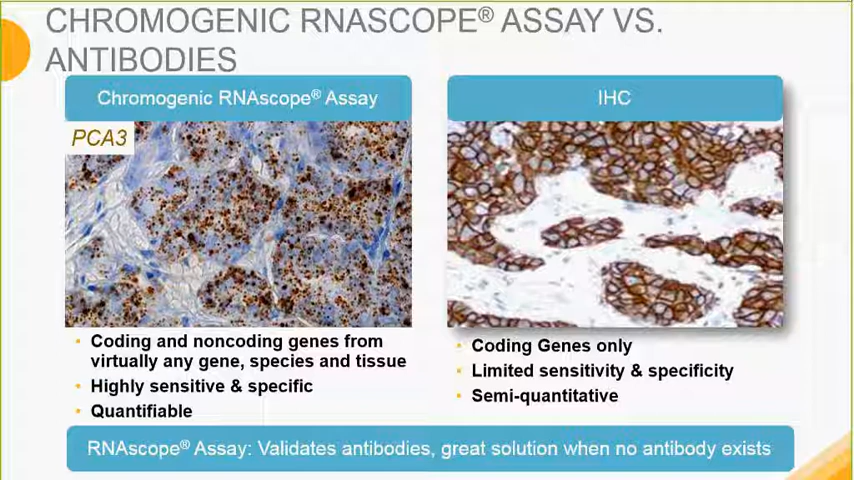 CHROMOGENIC RNASCOPE® ASSAY VS.
ANTIBODIES
Chromogenic RNAscope® Assay
PCA3
• Coding and noncoding genes from
virtually any gene, species and tissue
• Highly sensitive & specific
• Quantifiable
IHC
• Coding Genes only
• Limited sensitivity & specificity
• Semi-quantitative
RNAscope® Assay: Validates antibodies, great solution when no antibody exists